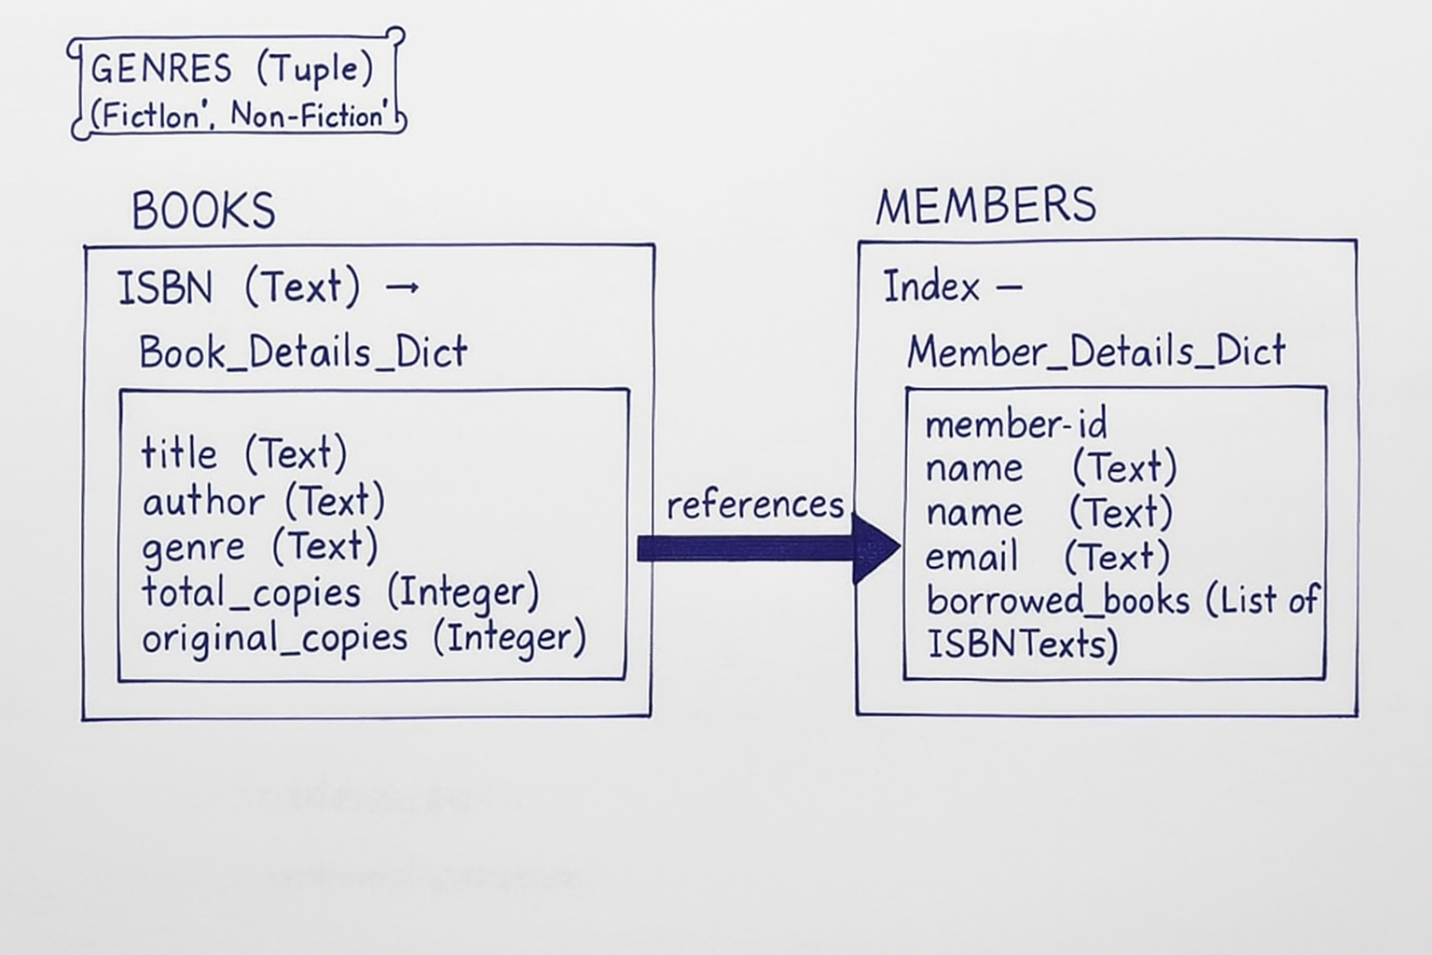 GENRES (Tuple)
(FictIon', Non-Fiction'
BOOKS
ISBN (Text) →
Book_Details_Dict
title (Text)
author (Text)
genre (Text)
total_copies (Integer)
original_copies (Integer)
references
MEMBERS
Index —
Member_Details_Dict
member-id
name (Text)
name (Text)
email (Text)
borrowed_books (List of
ISBNTexts)